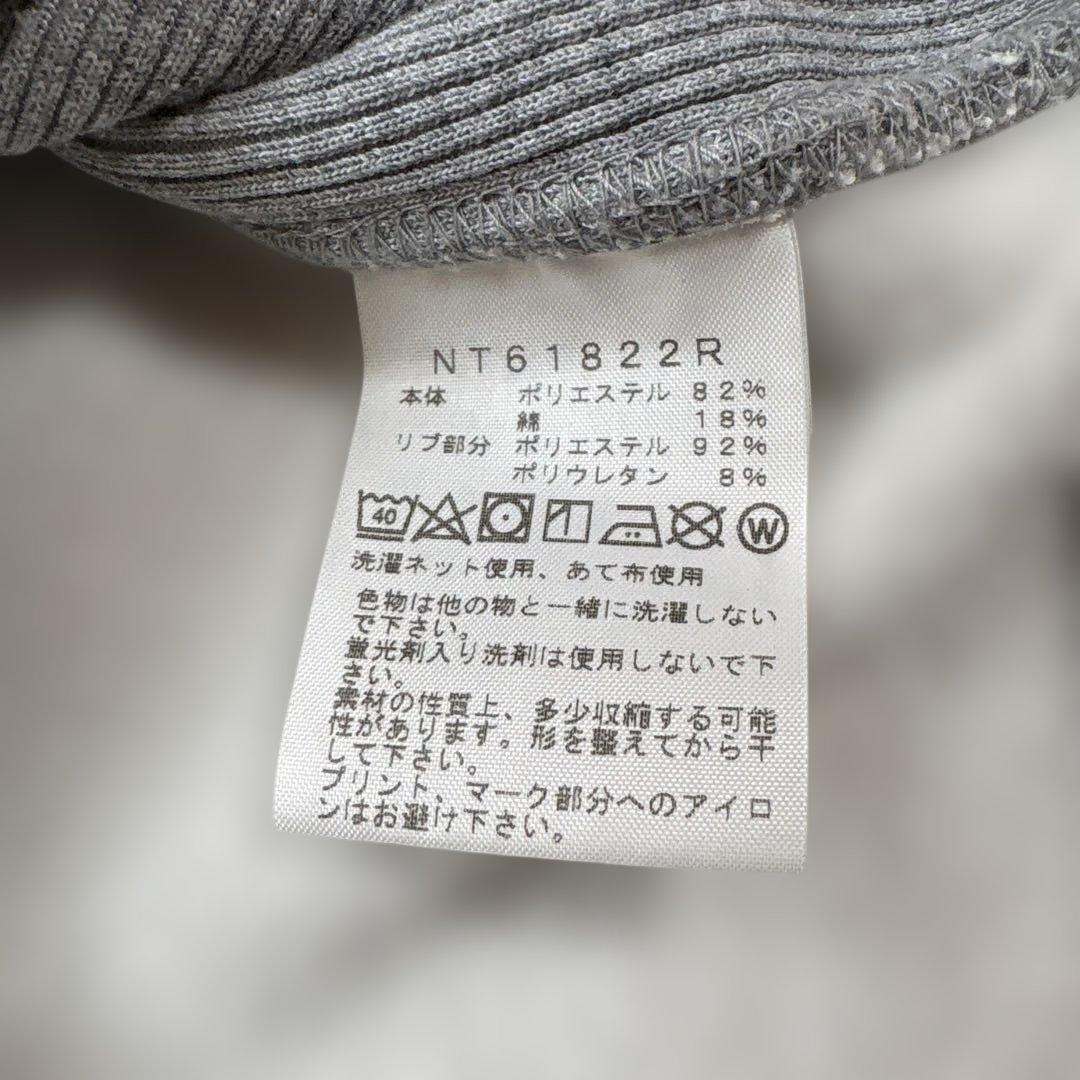 NT61822R
本体 ポリエステル 82%
綿 18%
リブ部分 ポリエステル 92%
ポリウレタン 8%
40 W
洗濯ネット使用、あて布使用
色物は他の物と一緒に洗濯しない
で下さい。
蛍光剤入り洗剤は使用しないで下
さい。
素材の性質上、多少収縮する可能
性があります。形を整えてから干
して下さい。
プリント、マーク部分へのアイロ
ンはお避け下さい。